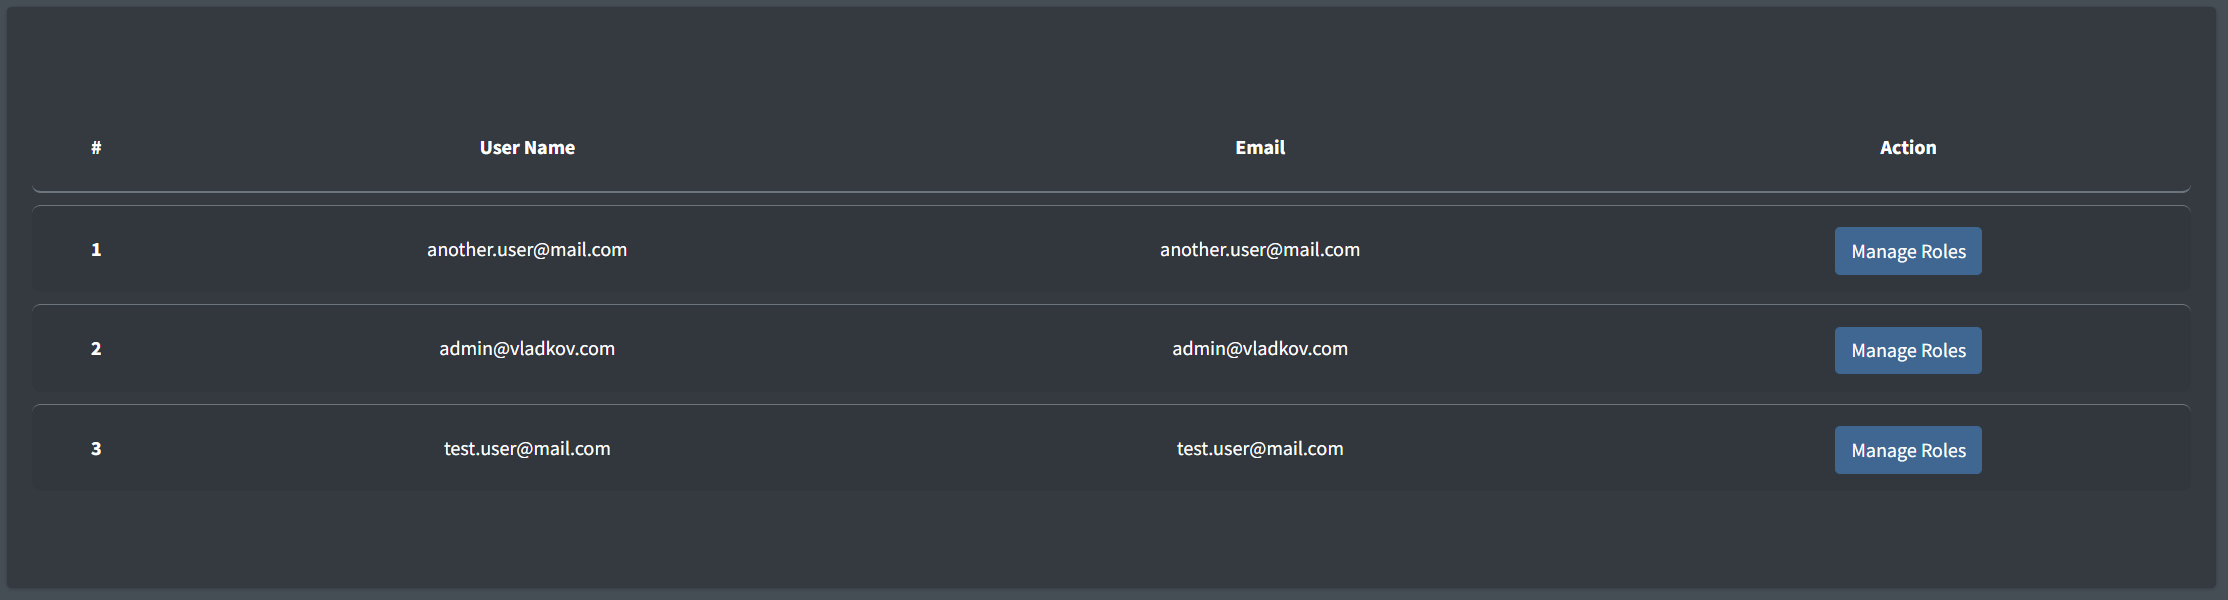 # User Name Email Action
1 another.user@mail.com another.user@mail.com Manage Roles
2 admin@vladkov.com admin@vladkov.com Manage Roles
3 test.user@mail.com test.user@mail.com Manage Roles